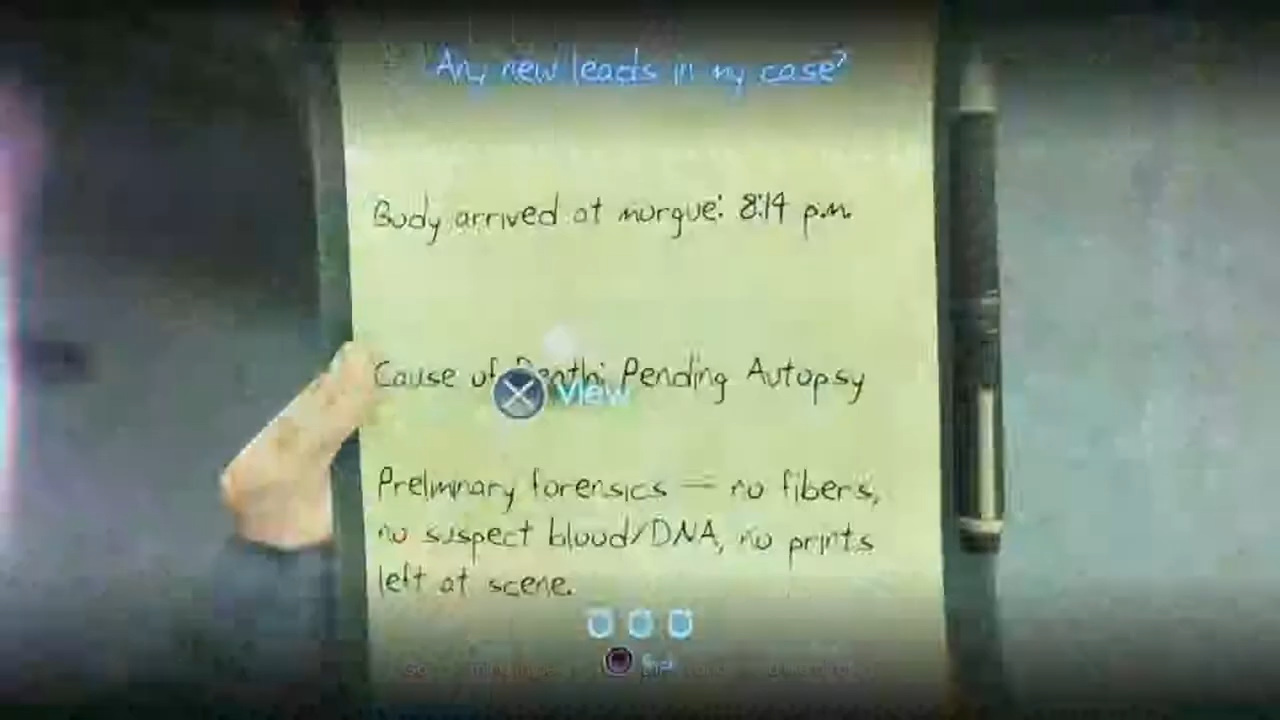 Any new leads in my case?
Body arrived at morgue: 8:14 p.m.
Cause of Death: Pending Autopsy
View
Prelminary forensics — no fibers,
no suspect blood/DNA, no prints
left at scene.